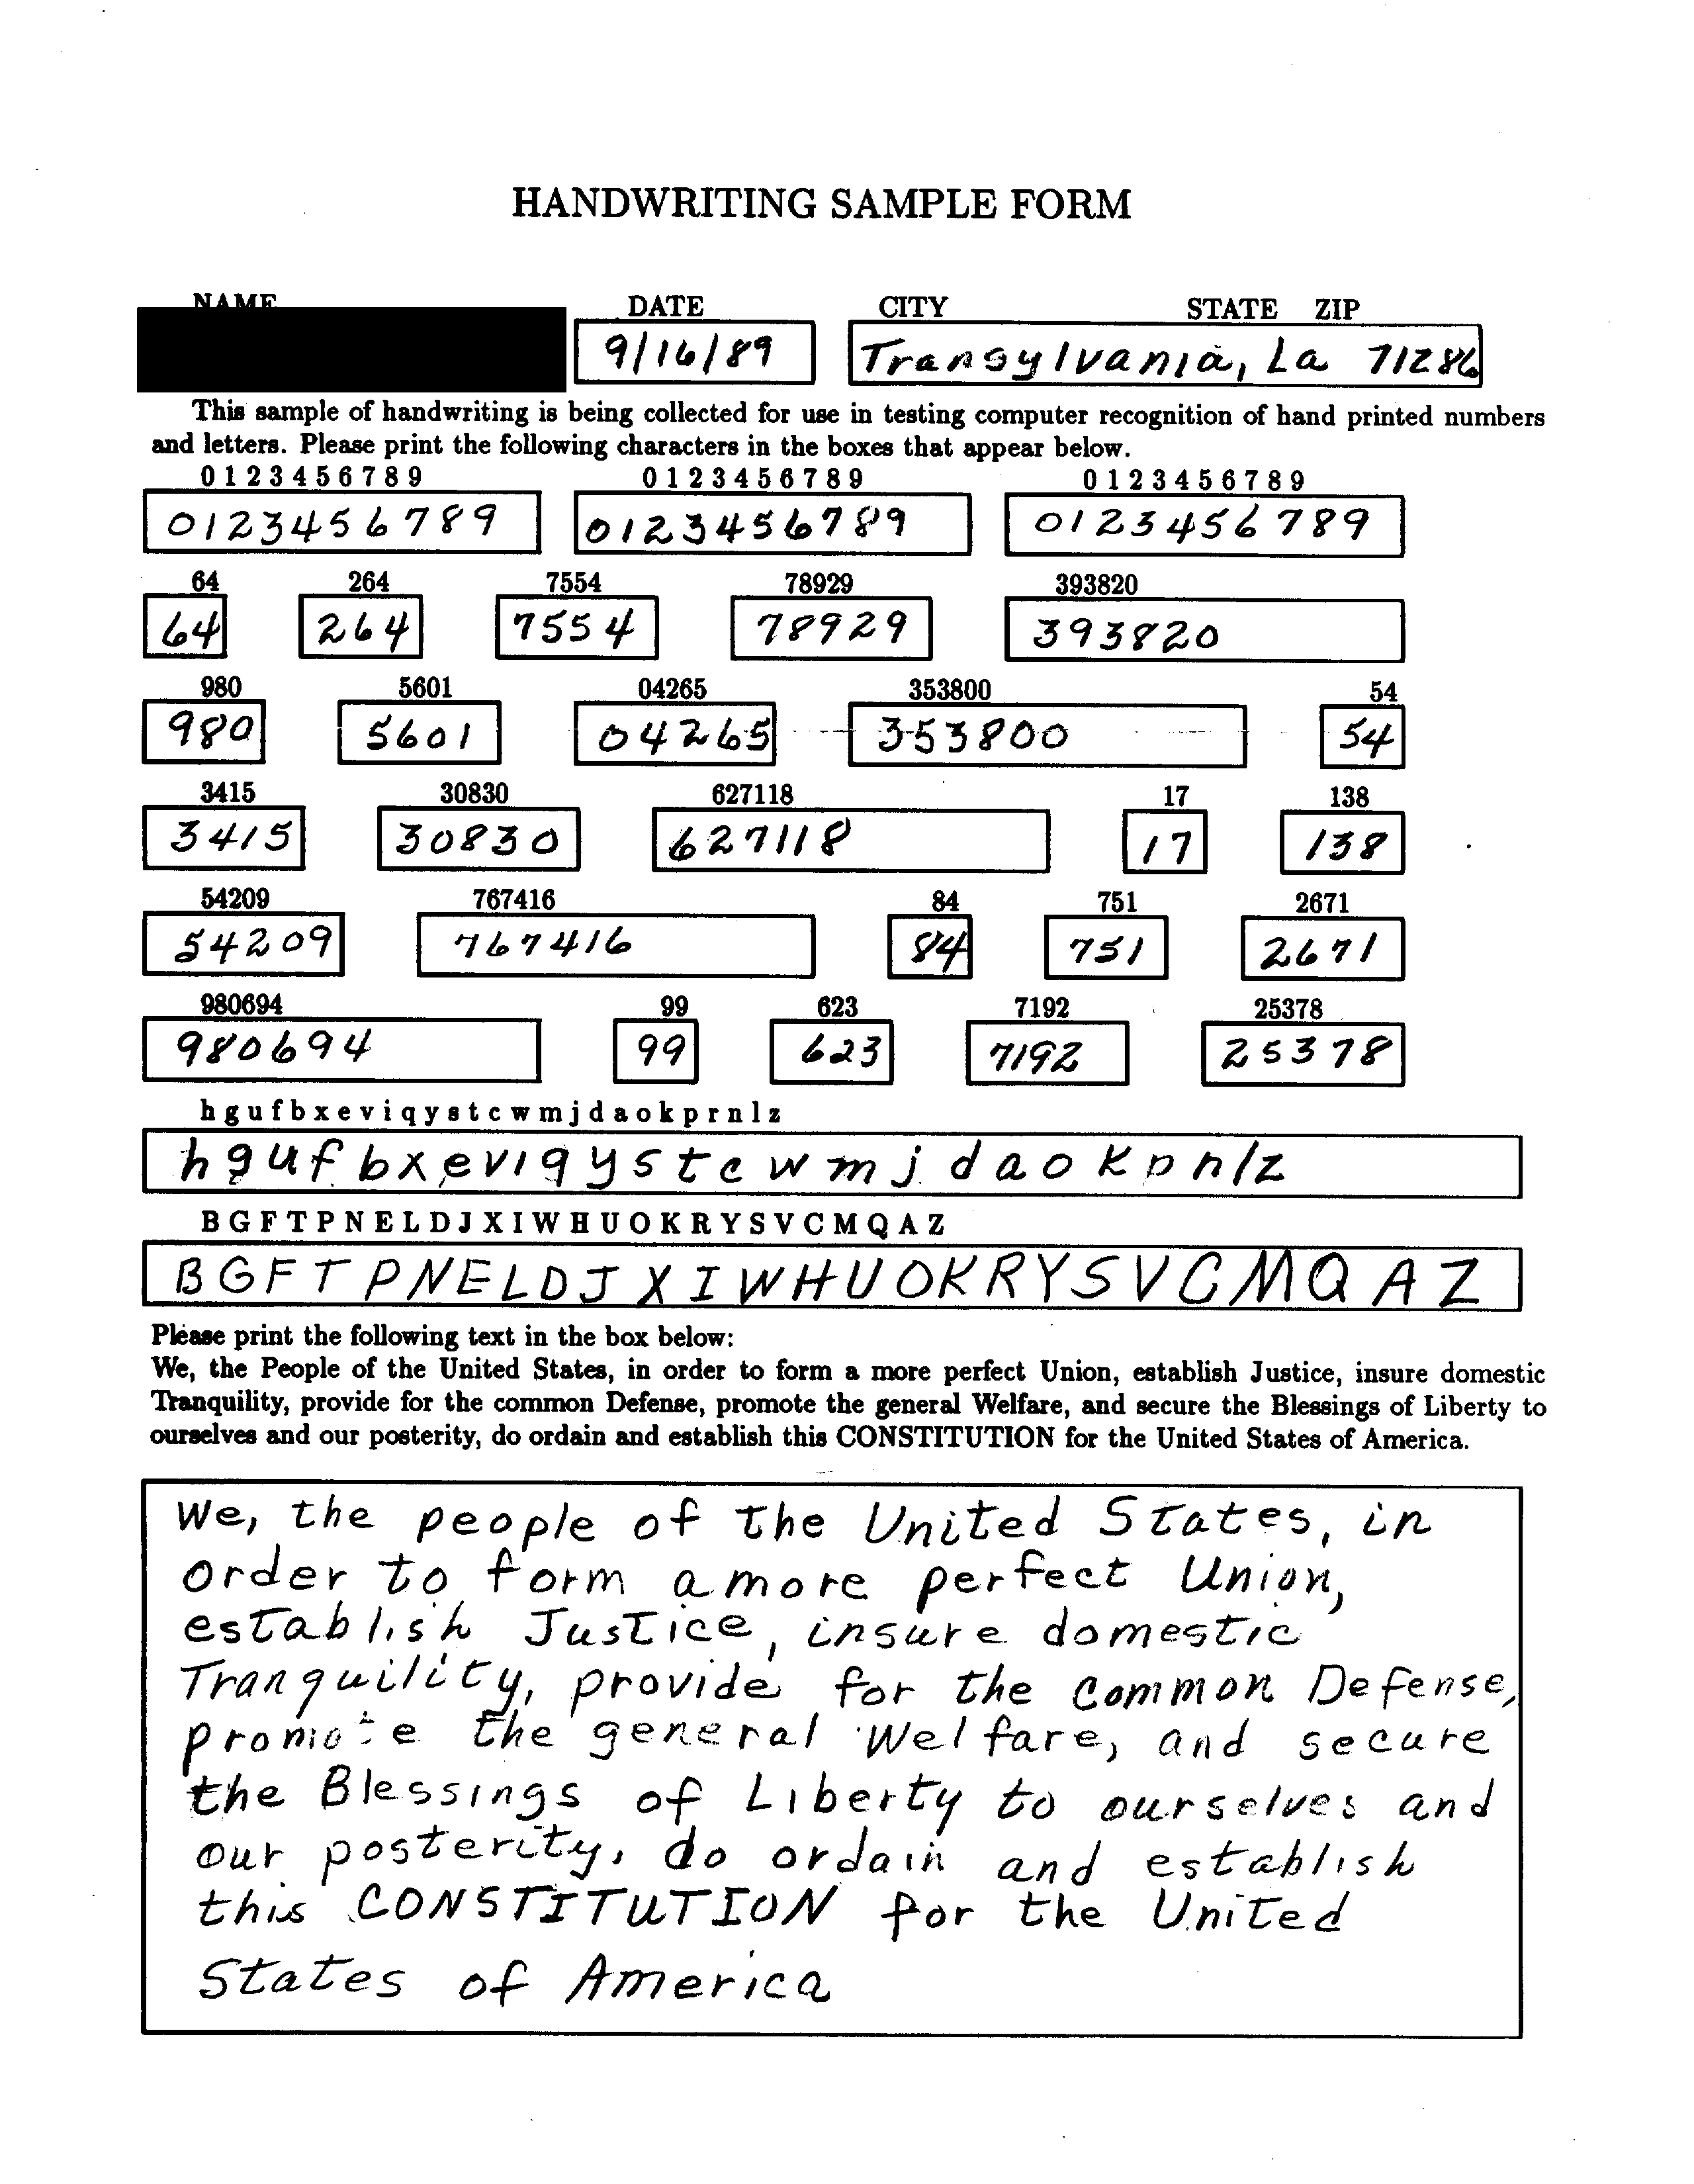 HANDWRITING SAMPLE FORM
NAME DATE CITY STATE ZIP
9/16/89 Transylvania, La 71286
This sample of handwriting is being collected for use in testing computer recognition of hand printed numbers
and letters. Please print the following characters in the boxes that appear below.
0 1 2 3 4 5 6 7 8 9 0 1 2 3 4 5 6 7 8 9 0 1 2 3 4 5 6 7 8 9
0123456789 0123456789 0123456789
64 264 7554 78929 393820
64 264 7554 78929 393820
980 5601 04265 353800 54
980 5601 04265 353800 54
3415 30830 627118 17 138
3415 30830 627118 17 138
54209 767416 84 751 2671
54209 767416 84 751 2671
980694 99 623 7192 25378
980694 99 623 7192 25378
h g u f b x e v i q y s t c w m j d a o k p r n l z
h g u f b x e v i q y s t c w m j d a o k p n l z
B G F T P N E L D J X I W H U O K R Y S V C M Q A Z
B G F T P N E L D J X I W H U O K R Y S V C M Q A Z
Please print the following text in the box below:
We, the People of the United States, in order to form a more perfect Union, establish Justice, insure domestic
Tranquility, provide for the common Defense, promote the general Welfare, and secure the Blessings of Liberty to
ourselves and our posterity, do ordain and establish this CONSTITUTION for the United States of America.
We, the people of the United States, in
order to form a more perfect Union,
establish Justice, insure domestic
Tranquility, provide for the common Defense,
promote the general Welfare, and secure
the Blessings of Liberty to ourselves and
our posterity, do ordain and establish
this CONSTITUTION for the United
States of America